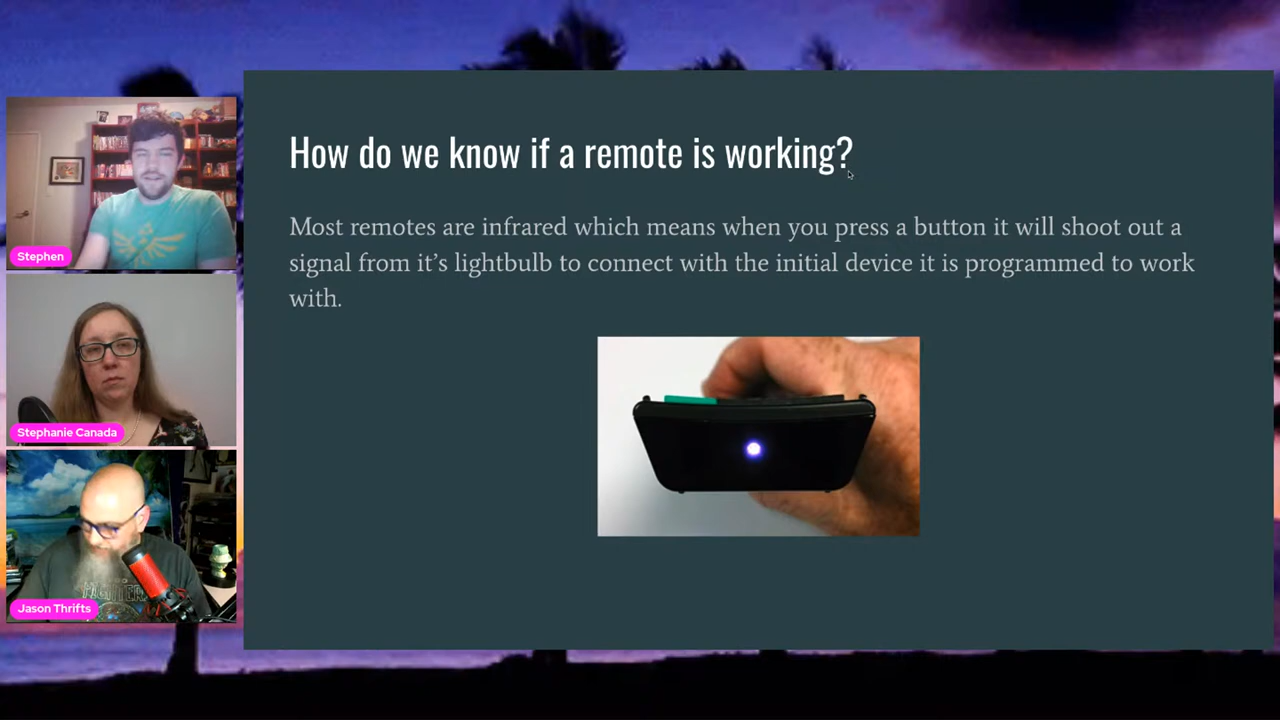 How do we know if a remote is working?
Most remotes are infrared which means when you press a button it will shoot out a
signal from it’s lightbulb to connect with the initial device it is programmed to work
with.
Stephen
Stephanie Canada
Jason Thrifts